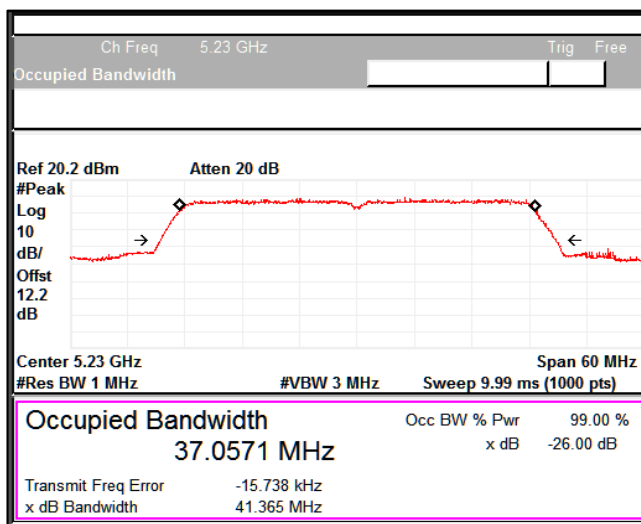 Ch Freq 5.23 GHz Trig Free
Occupied Bandwidth
Ref 20.2 dBm Atten 20 dB
#Peak
Log
10
dB/
Offst
12.2
dB
Center 5.23 GHz Span 60 MHz
#Res BW 1 MHz #VBW 3 MHz Sweep 9.99 ms (1000 pts)
Occupied Bandwidth Occ BW % Pwr 99.00 %
37.0571 MHz x dB -26.00 dB
Transmit Freq Error -15.738 kHz
x dB Bandwidth 41.365 MHz